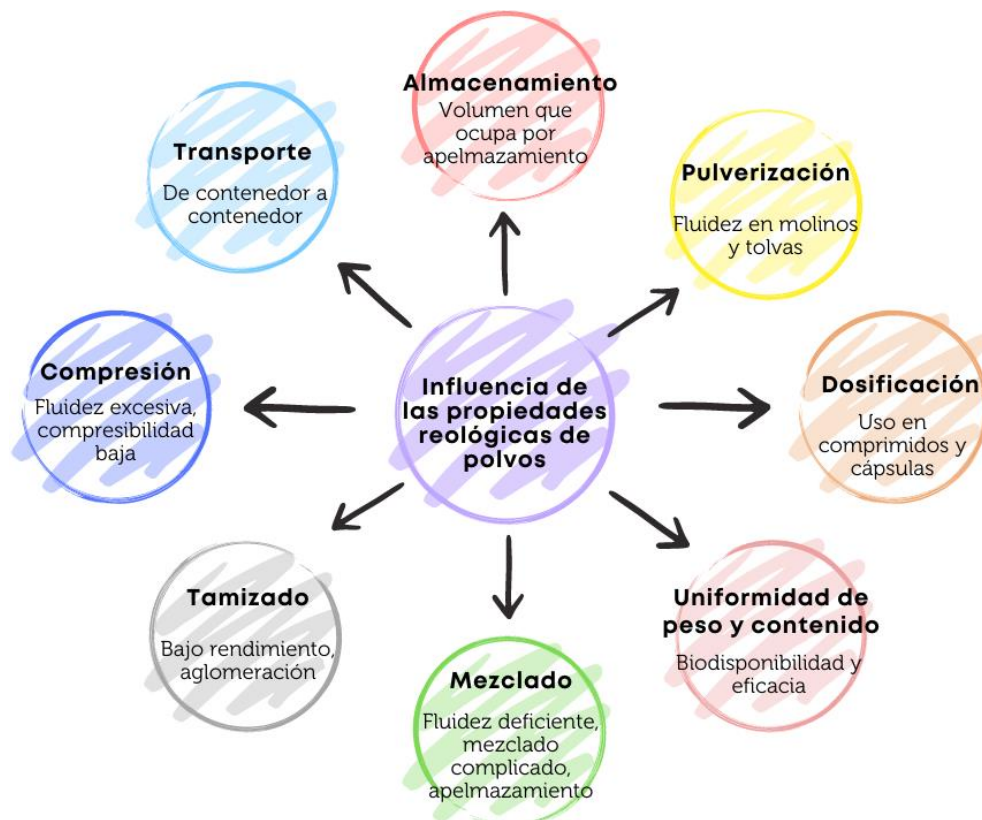 Almacenamiento
Volumen que
ocupa por
apelmazamiento
Transporte
De contenedor a
contenedor
Pulverización
Fluidez en molinos
y tolvas
Compresión
Fluidez excesiva,
compresibilidad
baja
Influencia de
las propiedades
reológicas de
polvos
Dosificación
Uso en
comprimidos y
cápsulas
Tamizado
Bajo rendimiento,
aglomeración
Mezclado
Fluidez deficiente,
mezclado
complicado,
apelmazamiento
Uniformidad de
peso y contenido
Biodisponibilidad y
eficacia